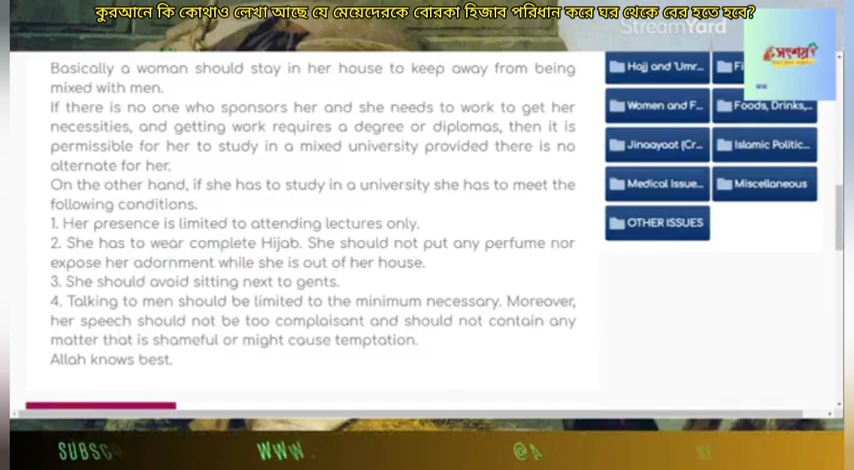 কুরআনে কি কোথাও লেখা আছে যে মেয়েদেরকে বোরকা হিজাব পরিধান করে ঘর থেকে বের হতে হবে?
StreamYard
সংশয়
Basically a woman should stay in her house to keep away from being
mixed with men.
If there is no one who sponsors her and she needs to work to get her
necessities, and getting work requires a degree or diplomas, then it is
permissible for her to study in a mixed university provided there is no
alternate for her.
On the other hand, if she has to study in a university she has to meet the
following conditions.
1. Her presence is limited to attending lectures only.
2. She has to wear complete Hijab. She should not put any perfume nor
expose her adornment while she is out of her house.
3. She should avoid sitting next to gents.
4. Talking to men should be limited to the minimum necessary. Moreover,
her speech should not be too complaisant and should not contain any
matter that is shameful or might cause temptation.
Allah knows best.
Hajj and 'Umr... Fi
Women and F... Foods, Drinks,...
Jinaayaat (Cr... Islamic Politic...
Medical Issue... Miscellaneous
OTHER ISSUES
SUBSC WWW @A